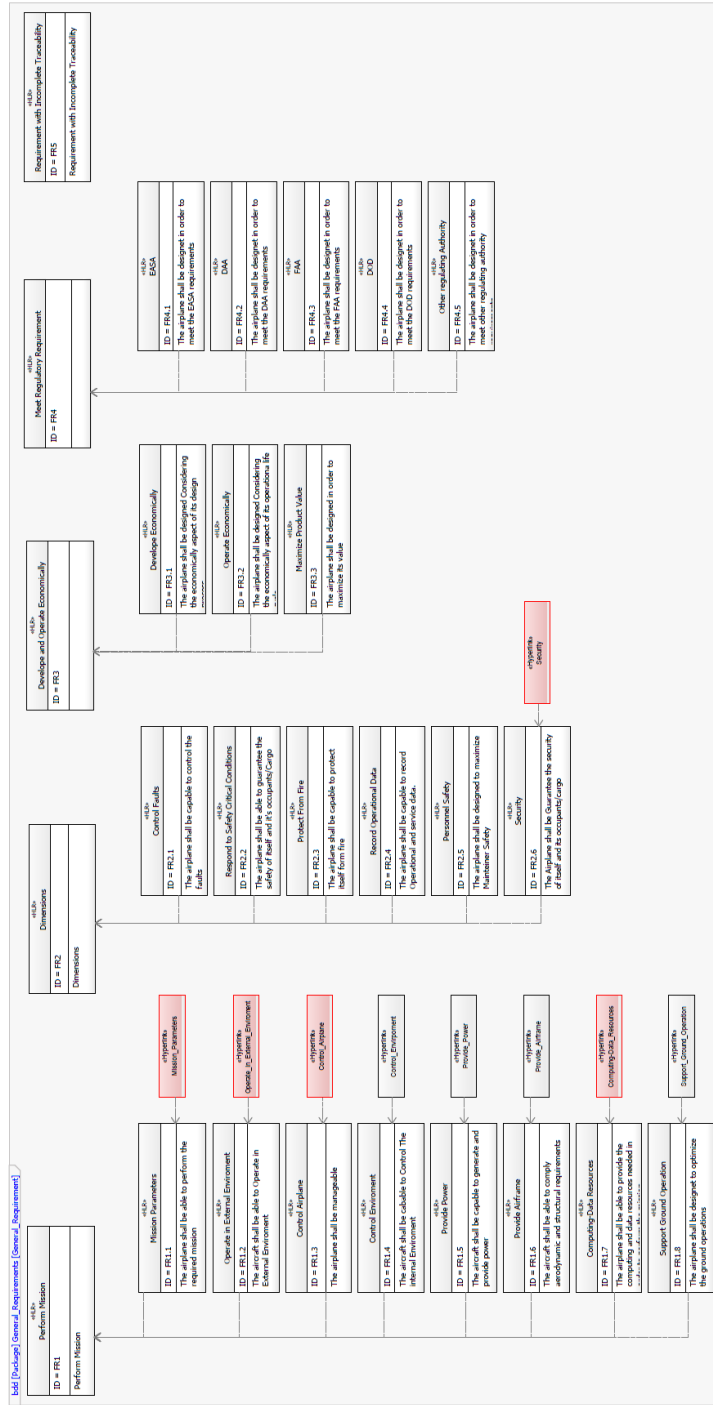 bdd [Package] General_Requirements [General_Requirement]
«HLR»
Perform Mission
ID = FR1
Perform Mission
«HLR»
Dimensions
ID = FR2
Dimensions
«HLR»
Develope and Operate Economically
ID = FR3
«HLR»
Meet Regulatory Requirement
ID = FR4
«HLR»
Requirement with Incomplete Traceability
ID = FR5
Requirement with Incomplete Traceability
«HLR»
Mission Parameters
ID = FR1.1
The airplane shall be able to perform the
required mission
«Hyperlink»
Mission_Parameters
«HLR»
Operate in External Enviroment
ID = FR1.2
The aircraft shall be able to Operate in
External Enviroment
«Hyperlink»
Operate_in_External_Enviroment
«HLR»
Control Airplane
ID = FR1.3
The airplane shall be manageable
«Hyperlink»
Control_Airplane
«HLR»
Control Enviroment
ID = FR1.4
The aircraft shall be cabable to Control The
internal Enviroment
«Hyperlink»
Control_Envirpoment
«HLR»
Provide Power
ID = FR1.5
The aircraft shall be capable to generate and
provide power
«Hyperlink»
Provide_Power
«HLR»
Provide Airframe
ID = FR1.6
The aircraft shall be able to comply
aerodynamic and structural requirements
«Hyperlink»
Provide_Airframe
«HLR»
Computing-Data Resources
ID = FR1.7
The airplane shall be able to provide the
computing and data resources needed in
«Hyperlink»
Computing-Data_Resources
«HLR»
Support Ground Operation
ID = FR1.8
The airplane shall be designet to optimize
the ground operations
«Hyperlink»
Support_Ground_Operation
«HLR»
Control Faults
ID = FR2.1
The airplane shall be capable to control the
faults
«HLR»
Respond to Safety Critical Conditions
ID = FR2.2
The airplane shall be able to guarantee the
safety of itself and it's occupants/Cargo
«HLR»
Protect From Fire
ID = FR2.3
The airplane shall be capable to protect
itself form fire
«HLR»
Record Operational Data
ID = FR2.4
The airplane shall be capable to record
Operational and service data.
«HLR»
Personnel Safety
ID = FR2.5
The airplane shall be designed to maximize
Mainteiner Safety
«HLR»
Security
ID = FR2.6
The Airplane shall be Guarantee the security
of itself and its occupants/cargo
«Hyperlink»
Security
«HLR»
Develope Economically
ID = FR3.1
The airplane shall be designed Considering
the economically aspect of its design
«HLR»
Operate Economically
ID = FR3.2
The airplane shall be designed Considering
the economically aspect of its operationa life
«HLR»
Maximize Product Value
ID = FR3.3
The airplane shall be designed in order to
maximize its value
«HLR»
EASA
ID = FR4.1
The airplane shall be designet in order to
meet the EASA requirements
«HLR»
DAA
ID = FR4.2
The airplane shall be designet in order to
meet the DAA requirements
«HLR»
FAA
ID = FR4.3
The airplane shall be designet in order to
meet the FAA requirements
«HLR»
DOD
ID = FR4.4
The airplane shall be designet in order to
meet the DOD requirements
«HLR»
Other regulating Authority
ID = FR4.5
The airplane shall be designet in order to
meet other regulating authority